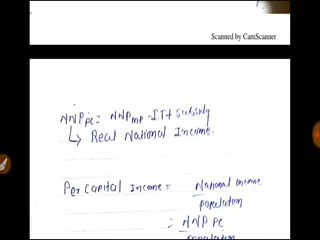 Scanned by CamScanner
NNP FC = NNP MP - IT + Subsidy
↳ Real National Income.
Per Capital Income = National Income
population
= NNP FC
population